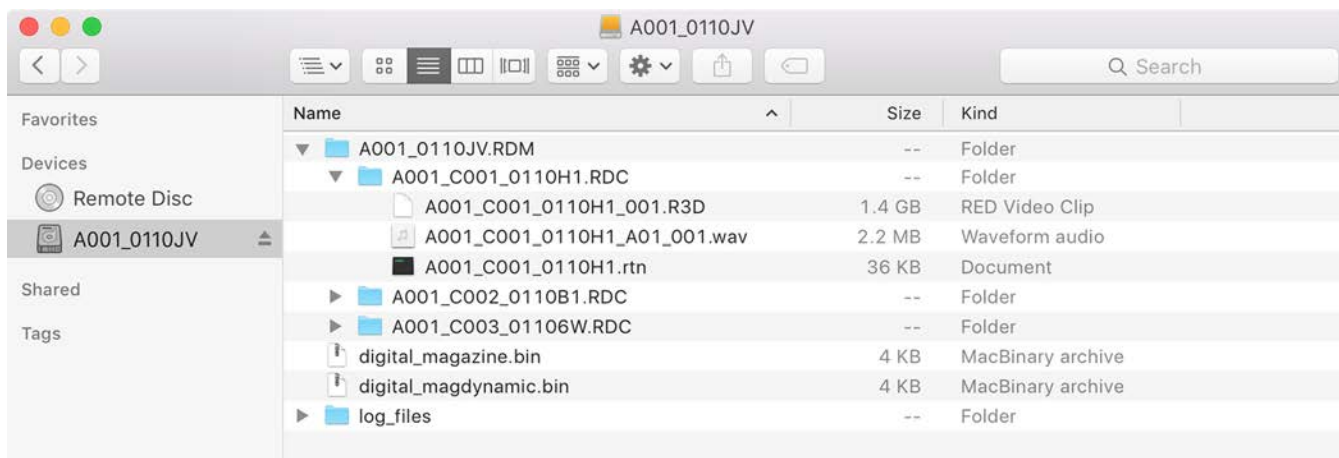 A001_0110JV
Search
Favorites
Devices
Remote Disc
A001_0110JV
Shared
Tags
Name Size Kind
A001_0110JV.RDM -- Folder
A001_C001_0110H1.RDC -- Folder
A001_C001_0110H1_001.R3D 1.4 GB RED Video Clip
A001_C001_0110H1_A01_001.wav 2.2 MB Waveform audio
A001_C001_0110H1.rtn 36 KB Document
A001_C002_0110B1.RDC -- Folder
A001_C003_01106W.RDC -- Folder
digital_magazine.bin 4 KB MacBinary archive
digital_magdynamic.bin 4 KB MacBinary archive
log_files -- Folder